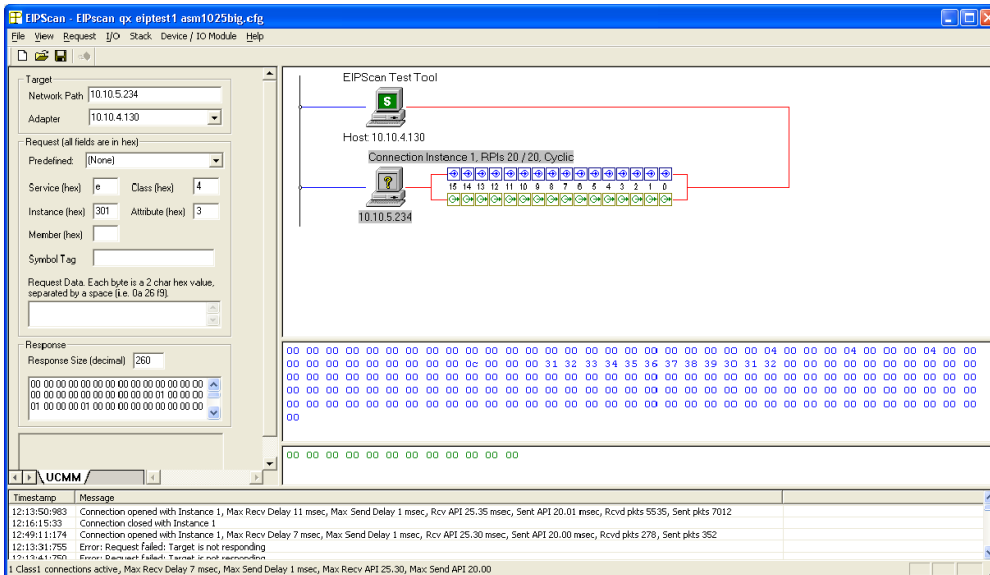 EIPScan - EIPscan qx eiptest1 asm1025big.cfg
File View Request I/O Stack Device / IO Module Help
Target
Network Path 10.10.5.234
Adapter 10.10.4.130
Request (all fields are in hex)
Predefined: (None)
Service (hex) e Class (hex) 4
Instance (hex) 301 Attribute (hex) 3
Member (hex)
Symbol Tag
Request Data. Each byte is a 2 char hex value,
separated by a space (i.e. 0a 26 f9).
Response
Response Size (decimal) 260
00 00 00 00 00 00 00 00 00 00 00 00 00 00
00 00 00 00 00 00 00 00 00 00 01 00 00 00
01 00 00 00 01 00 00 00 00 00 00 00 00 00
UCMM
EIPScan Test Tool
S
Host: 10.10.4.130
Connection Instance 1, RPIs 20 / 20, Cyclic
?
15 14 13 12 11 10 9 8 7 6 5 4 3 2 1 0
10.10.5.234
00 00 00 00 00 00 00 00 00 00 00 00 00 00 00 00 00 00 00 00 00 00 00 00 04 00 00 00 04 00 00 00 04 00 00
00 00 00 00 00 00 00 00 00 0c 00 00 00 31 32 33 34 35 36 37 38 39 30 31 32 00 00 00 00 00 00 00 00 00 00
00 00 00 00 00 00 00 00 00 00 00 00 00 00 00 00 00 00 00 00 00 00 00 00 00 00 00 00 00 00 00 00 00 00 00
00 00 00 00 00 00 00 00 00 00 00 00 00 00 00 00 00 00 00 00 00 00 00 00 00 00 00 00 00 00 00 00 00 00 00
00 00 00 00 00 00 00 00 00 00 00 00 00 00 00 00 00 00 00 00 00 00 00 00 00 00 00 00 00 00 00 00 00 00 00
00
00 00 00 00 00 00 00 00 00 00 00 00
Timestamp Message
12:13:50:983 Connection opened with Instance 1, Max Recv Delay 11 msec, Max Send Delay 1 msec, Rcv API 25.35 msec, Sent API 20.01 msec, Rcvd pkts 5535, Sent pkts 7012
12:16:15:33 Connection closed with Instance 1
12:49:11:174 Connection opened with Instance 1, Max Recv Delay 7 msec, Max Send Delay 1 msec, Rcv API 25.30 msec, Sent API 20.00 msec, Rcvd pkts 278, Sent pkts 352
12:13:31:755 Error: Request failed: Target is not responding
12:13:41:750 Error: Request failed: Target is not responding
1 Class1 connections active, Max Recv Delay 7 msec, Max Send Delay 1 msec, Max Recv API 25.30, Max Send API 20.00